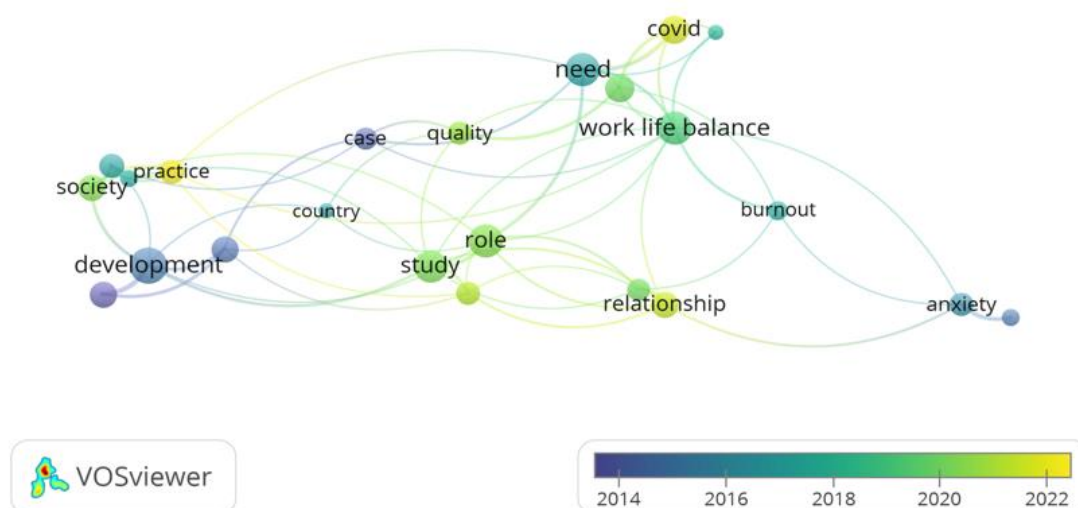 covid
need
work life balance
case
quality
practice
society
country
burnout
role
development
study
relationship
anxiety
VOSviewer
2014 2016 2018 2020 2022